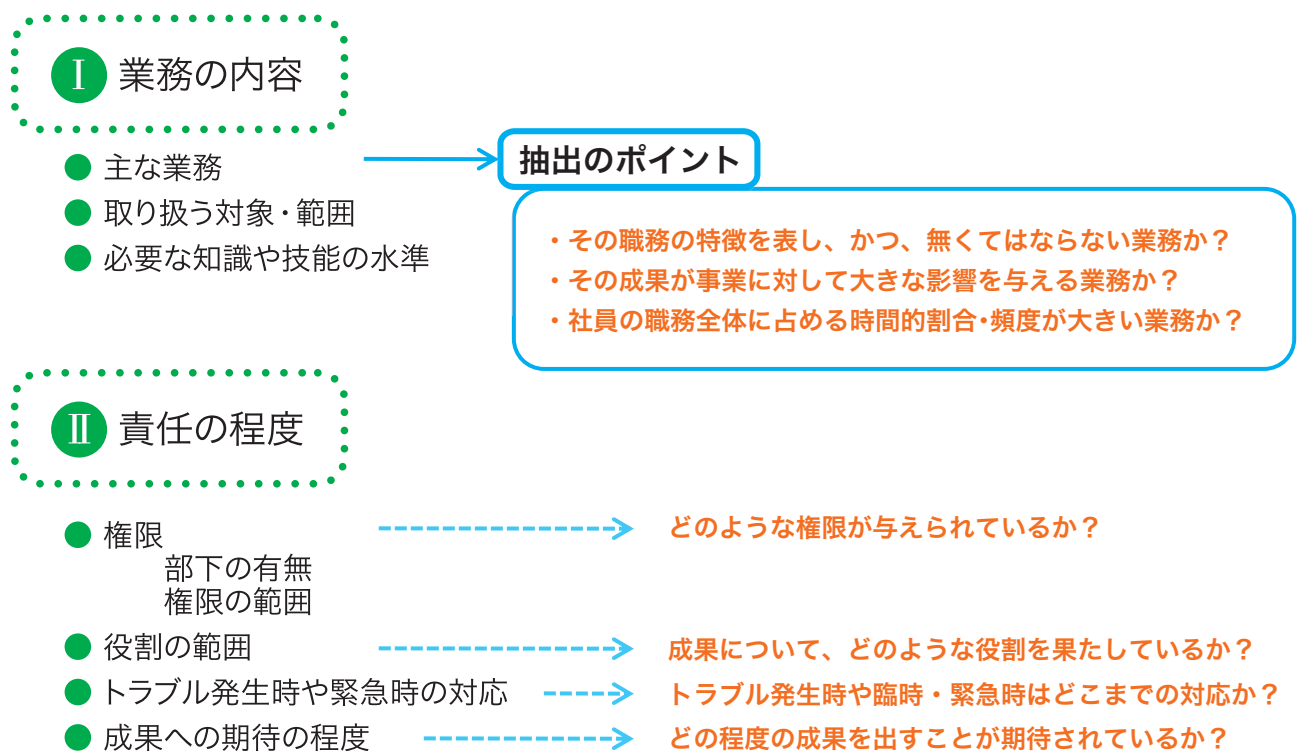 Ⅰ 業務の内容
● 主な業務
抽出のポイント
● 取り扱う対象・範囲
● 必要な知識や技能の水準
・その職務の特徴を表し、かつ、無くてはならない業務か？
・その成果が事業に対して大きな影響を与える業務か？
・社員の職務全体に占める時間的割合・頻度が大きい業務か？
Ⅱ 責任の程度
● 権限
どのような権限が与えられているか？
部下の有無
権限の範囲
● 役割の範囲
成果について、どのような役割を果たしているか？
● トラブル発生時や緊急時の対応
トラブル発生時や臨時・緊急時はどこまでの対応か？
● 成果への期待の程度
どの程度の成果を出すことが期待されているか？